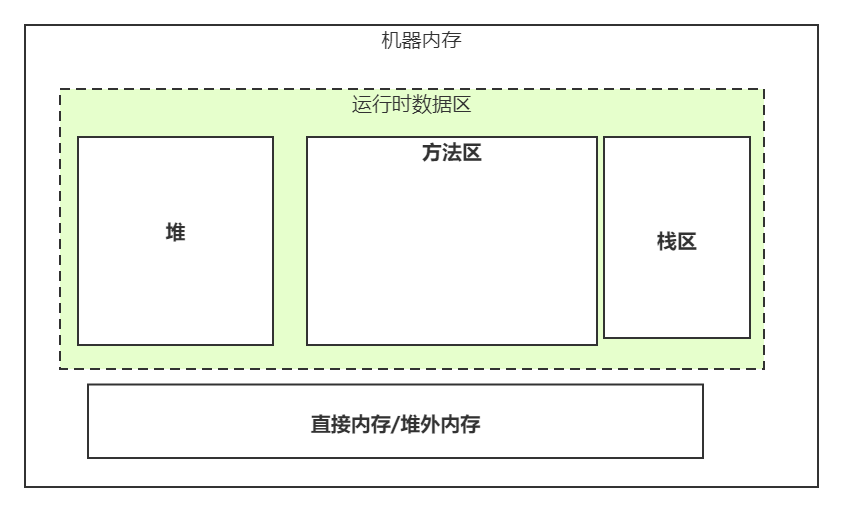 机器内存
运行时数据区
方法区
堆
栈区
直接内存/堆外内存